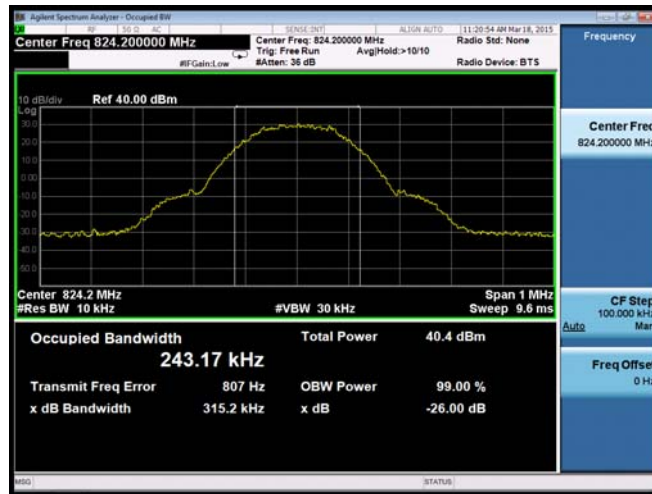 Agilent Spectrum Analyzer - Occupied BW
RF 50 Ω AC SENSE:INT ALIGN AUTO 11:20:54 AM Mar 18, 2015
Center Freq 824.200000 MHz
Center Freq: 824.200000 MHz Radio Std: None
Trig: Free Run Avg|Hold:>10/10
#IFGain:Low #Atten: 36 dB Radio Device: BTS
Frequency
10 dB/div Ref 40.00 dBm
Log
30.0
20.0
10.0
0.00
-10.0
-20.0
-30.0
-40.0
-50.0
Center Freq
824.200000 MHz
Center 824.2 MHz Span 1 MHz
#Res BW 10 kHz #VBW 30 kHz Sweep 9.6 ms
CF Step
100.000 kHz
Auto Man
Occupied Bandwidth Total Power 40.4 dBm
243.17 kHz
Transmit Freq Error 807 Hz OBW Power 99.00 %
x dB Bandwidth 315.2 kHz x dB -26.00 dB
Freq Offset
0 Hz
MSG STATUS